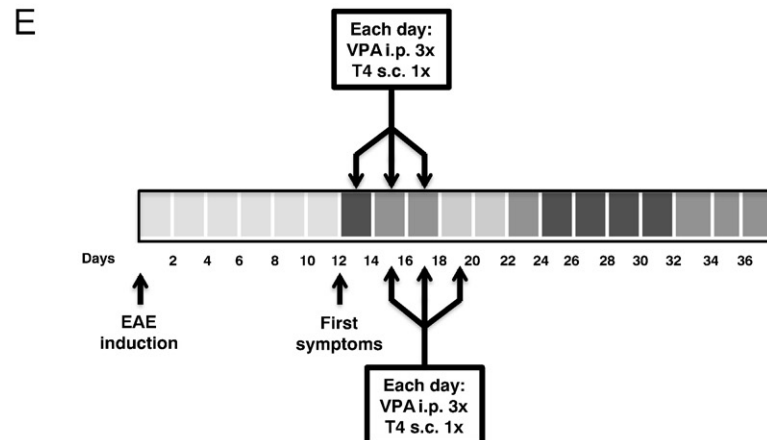 E
Each day:
VPA i.p. 3x
T4 s.c. 1x
Days 2 4 6 8 10 12 14 16 18 20 22 24 26 28 30 32 34 36
EAE
induction
First
symptoms
Each day:
VPA i.p. 3x
T4 s.c. 1x